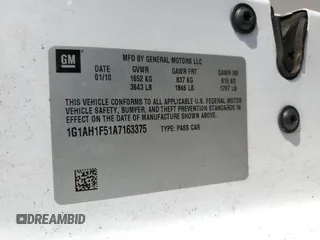 GM
MFD BY GENERAL MOTORS LLC
DATE GVWR GAWR FRT GAWR RR
01/10 1652 KG 837 KG 815 KG
3643 LB 1846 LB 1797 LB
THIS VEHICLE CONFORMS TO ALL APPLICABLE U.S. FEDERAL MOTOR
VEHICLE SAFETY, BUMPER, AND THEFT PREVENTION STANDARDS IN
EFFECT ON THE DATE OF MANUFACTURE SHOWN ABOVE.
1G1AH1F51A7163375 TYPE: PASS CAR
DREAMBID